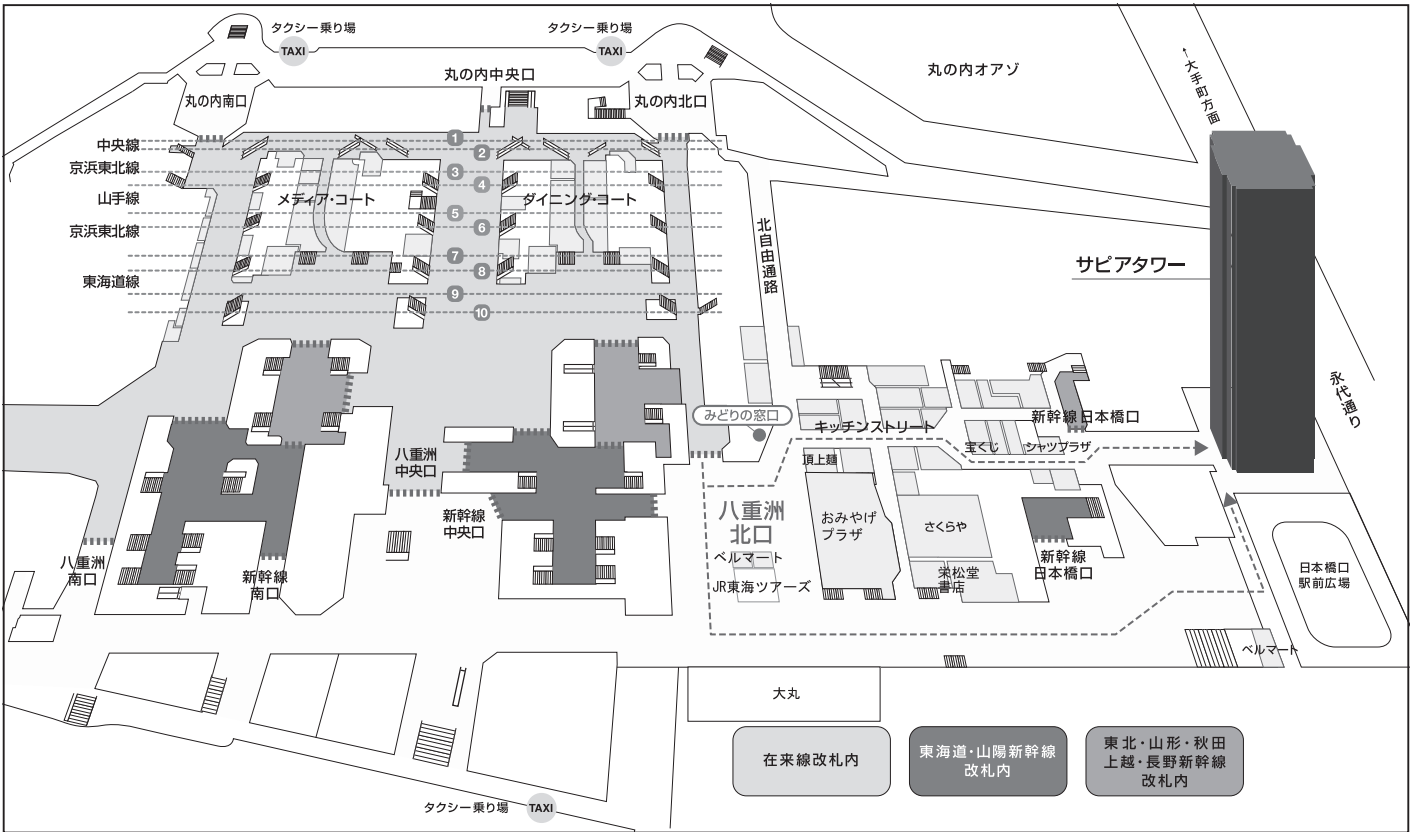 タクシー乗り場
TAXI
タクシー乗り場
TAXI
丸の内中央口
丸の内南口
丸の内北口
丸の内オアゾ
←大手町方面
中央線
京浜東北線
山手線
京浜東北線
東海道線
1
2
3
4
5
6
7
8
9
10
メディア・コート
ダイニング・コート
北自由通路
サピアタワー
永代通り
みどりの窓口
キッチンストリート
新幹線日本橋口
宝くじ
シャツプラザ
頂上麺
八重洲
中央口
新幹線
中央口
八重洲
北口
おみやげ
プラザ
さくらや
ベルマート
JR東海ツアーズ
栄松堂
書店
新幹線
日本橋口
八重洲
南口
新幹線
南口
日本橋口
駅前広場
ベルマート
大丸
在来線改札内
東海道・山陽新幹線
改札内
東北・山形・秋田
上越・長野新幹線
改札内
タクシー乗り場
TAXI